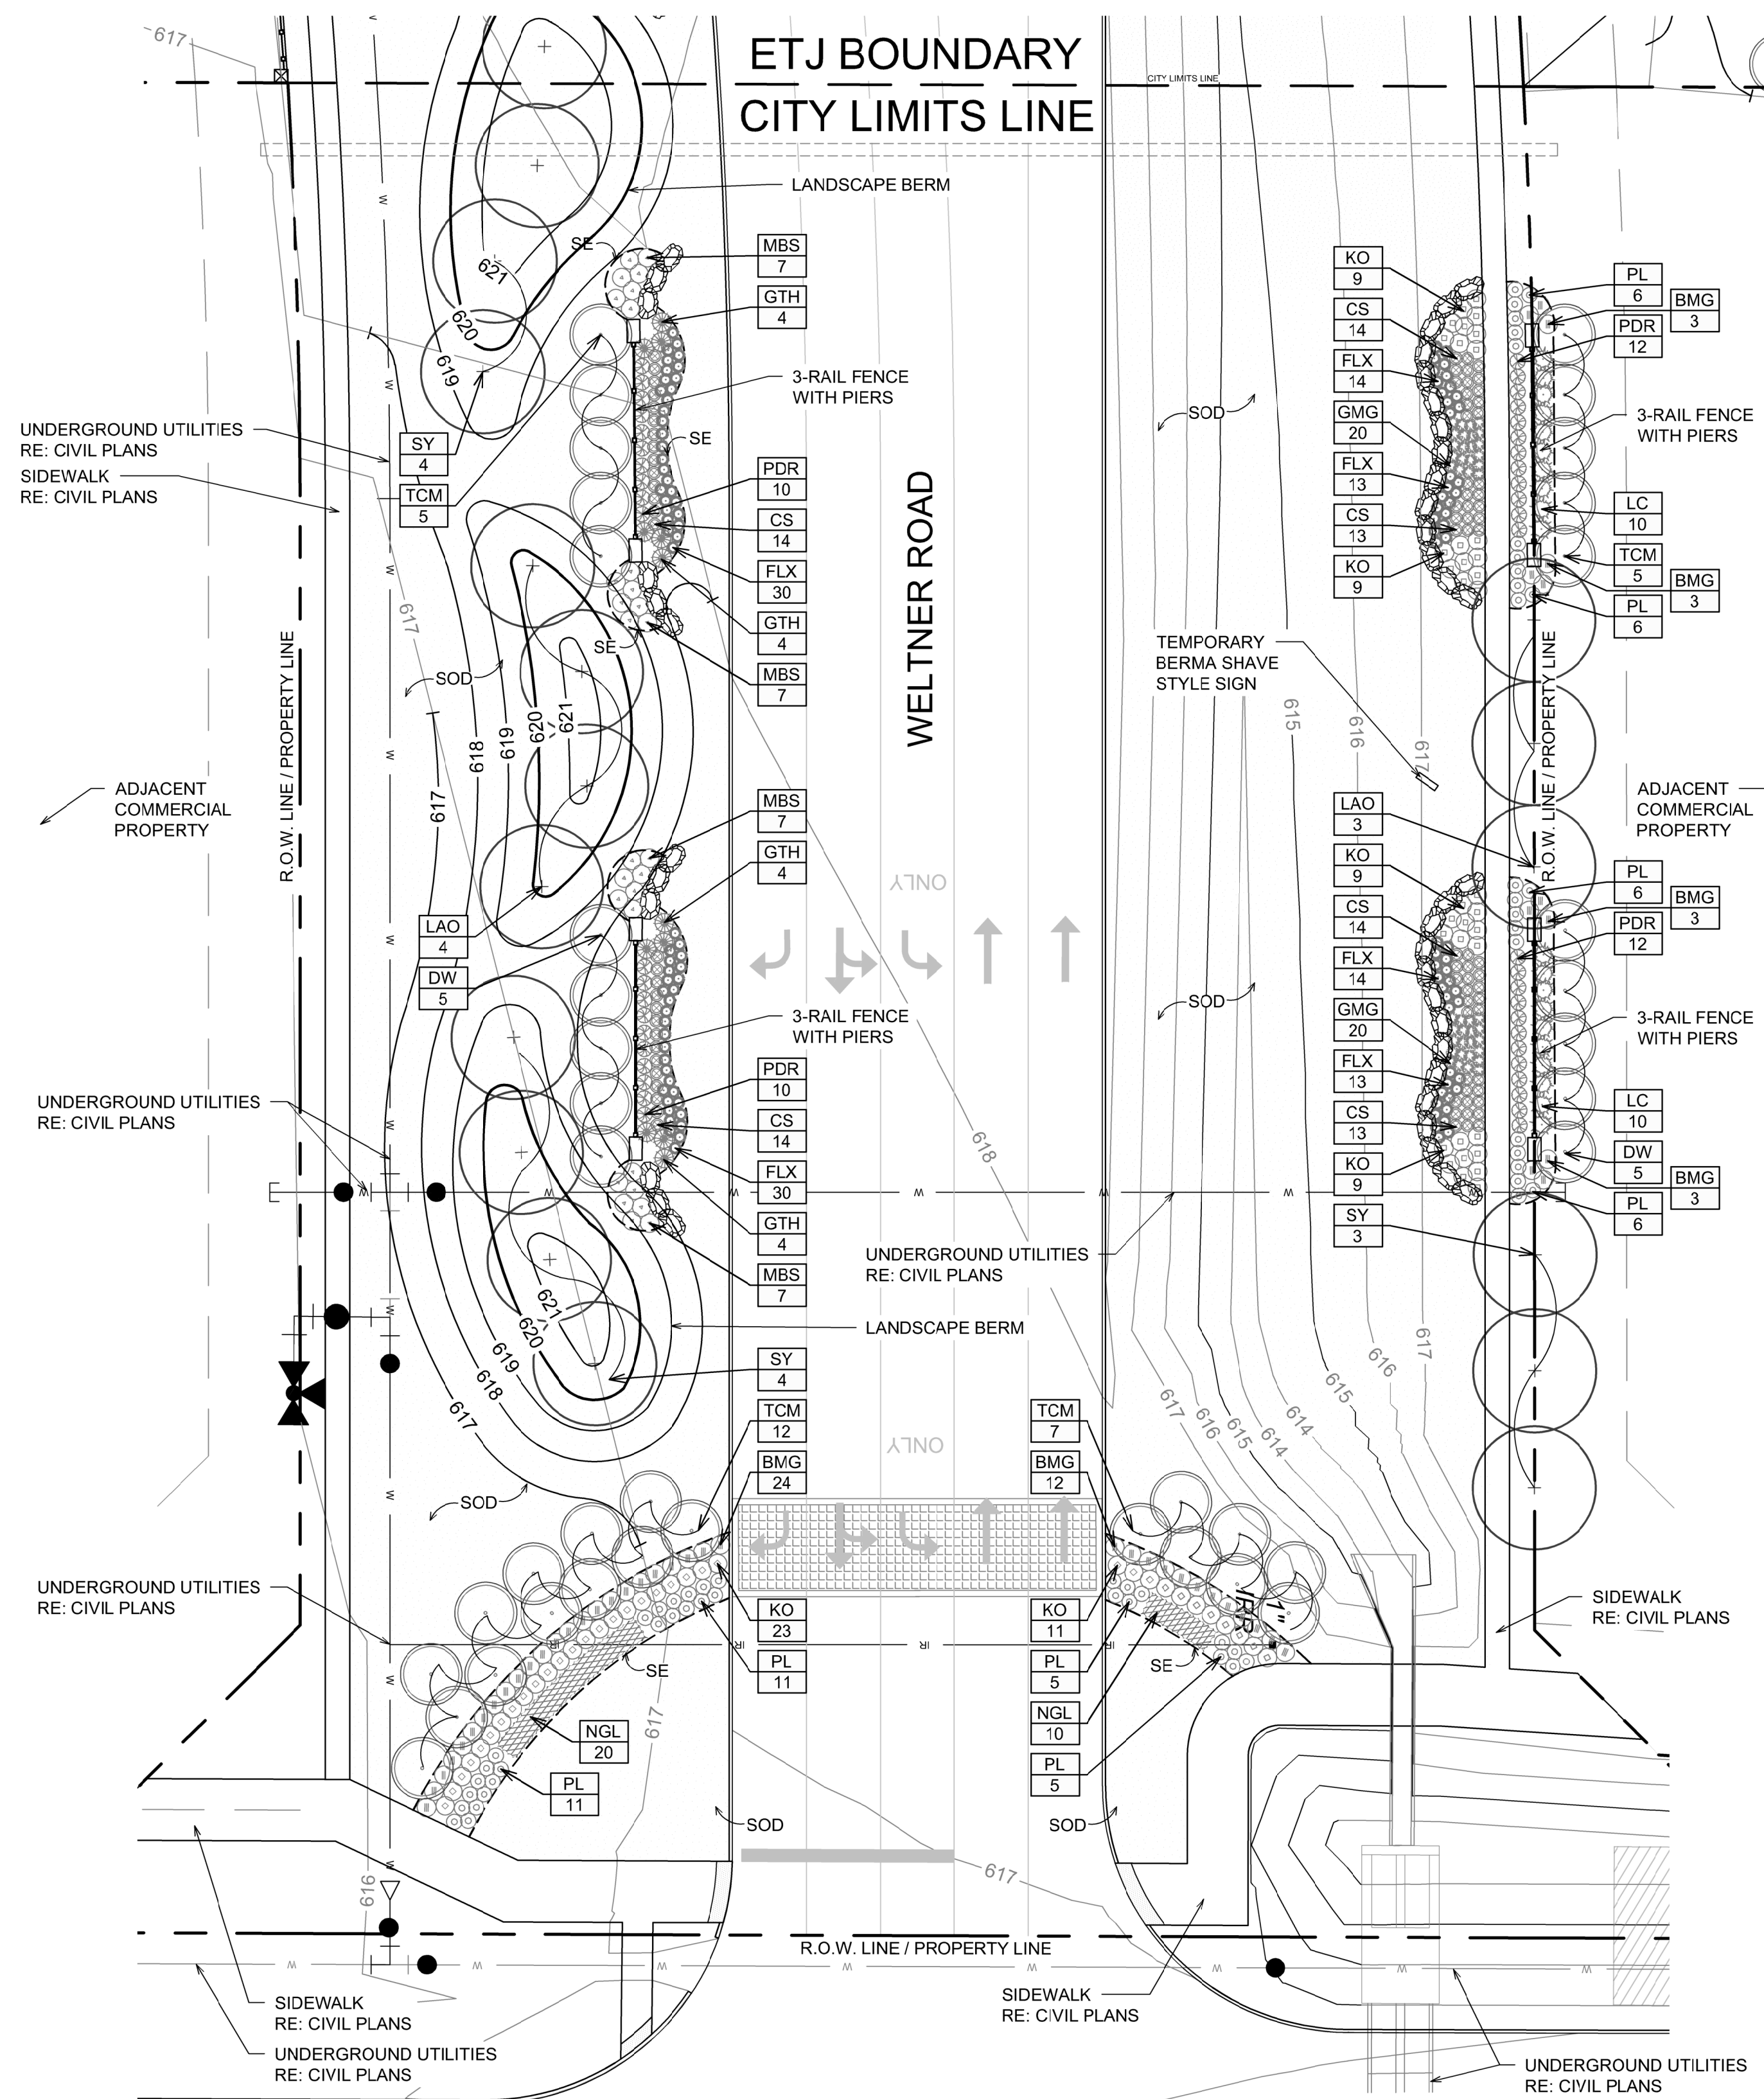 617
ETJ BOUNDARY
CITY LIMITS LINE
CITY LIMITS LINE
LANDSCAPE BERM
SE
621
620
619
MBS
7
GTH
4
3-RAIL FENCE
WITH PIERS
SE
UNDERGROUND UTILITIES
RE: CIVIL PLANS
SIDEWALK
RE: CIVIL PLANS
SY
4
TCM
5
PDR
10
CS
14
FLX
30
GTH
4
MBS
7
SE
SOD
617
617
618
619
620
621
R.O.W. LINE / PROPERTY LINE
ADJACENT
COMMERCIAL
PROPERTY
WELTNER ROAD
SOD
KO
9
CS
14
FLX
14
GMG
20
FLX
13
CS
13
KO
9
PL
6
BMG
3
PDR
12
3-RAIL FENCE
WITH PIERS
LC
10
TCM
5
BMG
3
PL
6
TEMPORARY
BERMA SHAVE
STYLE SIGN
615
616
617
R.O.W. LINE / PROPERTY LINE
ADJACENT
COMMERCIAL
PROPERTY
MBS
7
GTH
4
LAO
4
DW
5
3-RAIL FENCE
WITH PIERS
PDR
10
CS
14
FLX
30
GTH
4
MBS
7
ONLY
618
SOD
LAO
3
KO
9
CS
14
FLX
14
GMG
20
FLX
13
CS
13
KO
9
SY
3
PL
6
BMG
3
PDR
12
3-RAIL FENCE
WITH PIERS
LC
10
DW
5
BMG
3
PL
6
UNDERGROUND UTILITIES
RE: CIVIL PLANS
W
W
W
W
W
UNDERGROUND UTILITIES
RE: CIVIL PLANS
LANDSCAPE BERM
621
620
619
618
617
SY
4
TCM
12
BMG
24
ONLY
TCM
7
BMG
12
617
616
615
614
614
615
616
617
SOD
UNDERGROUND UTILITIES
RE: CIVIL PLANS
KO
23
PL
11
SE
NGL
20
PL
11
617
IR
IR
IR
IR
KO
11
PL
5
NGL
10
PL
5
SE
1"
IRR
SIDEWALK
RE: CIVIL PLANS
SOD
SOD
616
617
R.O.W. LINE / PROPERTY LINE
W
W
W
W
W
W
W
W
SIDEWALK
RE: CIVIL PLANS
UNDERGROUND UTILITIES
RE: CIVIL PLANS
SIDEWALK
RE: CIVIL PLANS
UNDERGROUND UTILITIES
RE: CIVIL PLANS